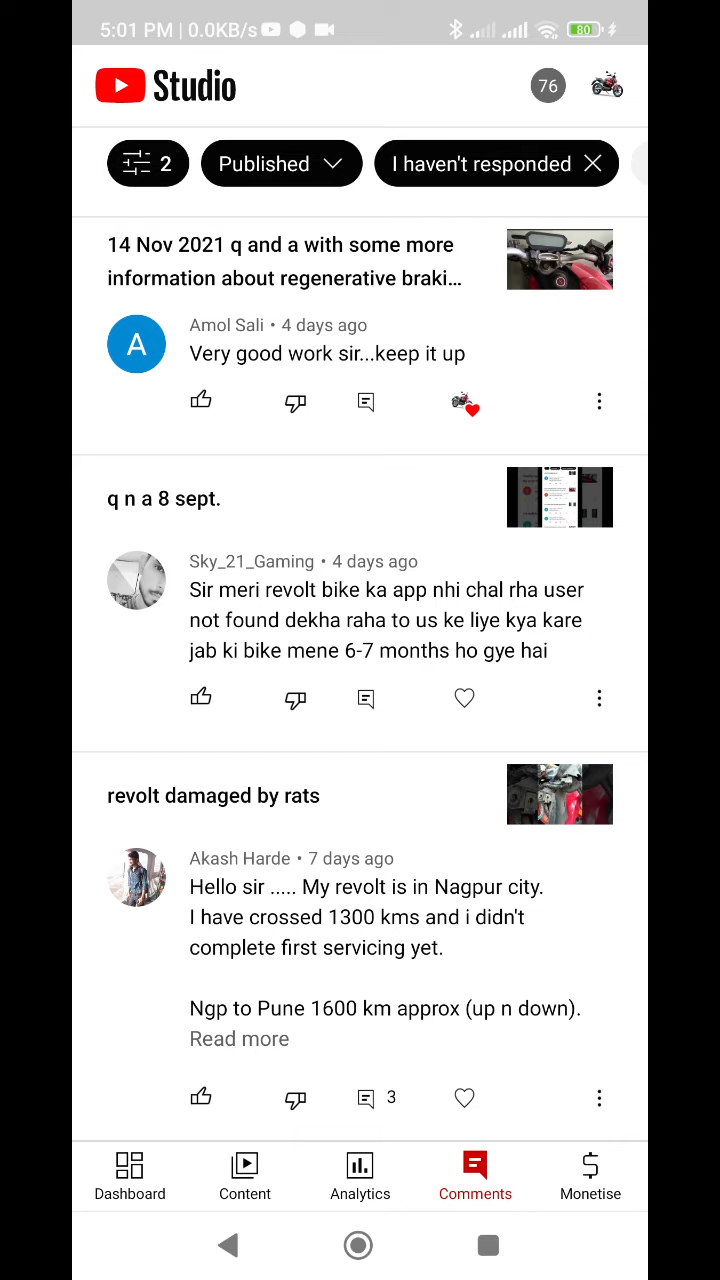 5:01 PM | 0.0KB/s
80
Studio
76
2
Published
I haven't responded
14 Nov 2021 q and a with some more
information about regenerative braki...
A
Amol Sali • 4 days ago
Very good work sir...keep it up
q n a 8 sept.
Sky_21_Gaming • 4 days ago
Sir meri revolt bike ka app nhi chal rha user
not found dekha raha to us ke liye kya kare
jab ki bike mene 6-7 months ho gye hai
revolt damaged by rats
Akash Harde • 7 days ago
Hello sir ..... My revolt is in Nagpur city.
I have crossed 1300 kms and i didn't
complete first servicing yet.
Ngp to Pune 1600 km approx (up n down).
Read more
3
Dashboard
Content
Analytics
Comments
Monetise